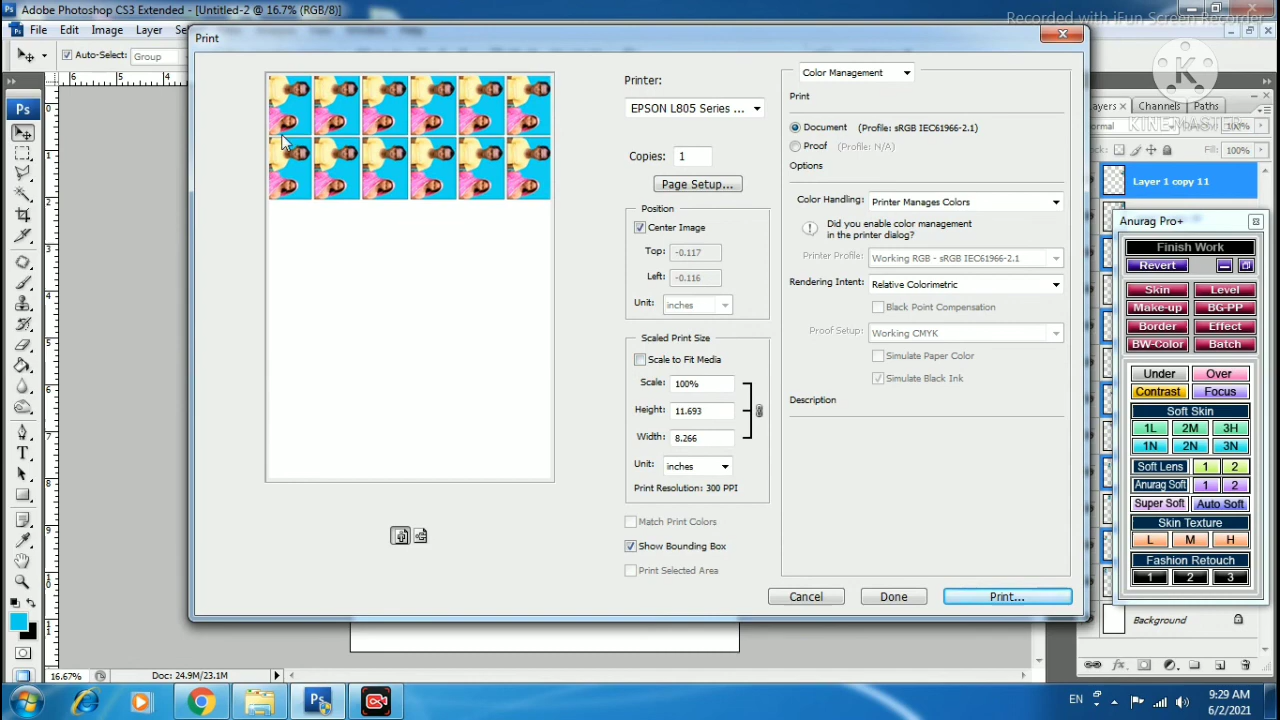 Adobe Photoshop CS3 Extended - [Untitled-2 @ 16.7% (RGB/8)]
Recorded with iFun Screen Recorder
File Edit Image Layer
Auto-Select: Group
Print
Printer:
EPSON L805 Series ...
Copies: 1
Page Setup...
Position
Center Image
Top: -0.117
Left: -0.116
Unit: inches
Scaled Print Size
Scale to Fit Media
Scale: 100%
Height: 11.693
Width: 8.266
Unit: inches
Print Resolution: 300 PPI
Match Print Colors
Show Bounding Box
Print Selected Area
Color Management
Print
Document (Profile: sRGB IEC61966-2.1)
Proof (Profile: N/A)
Options
Color Handling: Printer Manages Colors
Did you enable color management
in the printer dialog?
Printer Profile: Working RGB - sRGB IEC61966-2.1
Rendering Intent: Relative Colorimetric
Black Point Compensation
Proof Setup: Working CMYK
Simulate Paper Color
Simulate Black Ink
Description
Cancel Done Print...
K
KINEMASTER
Layers Channels Paths
100%
Fill: 100%
Layer 1 copy 11
Anurag Pro+
Finish Work
Revert
Skin Level
Make-up BG-PP
Border Effect
BW-Color Batch
Under Over
Contrast Focus
Soft Skin
1L 2M 3H
1N 2N 3N
Soft Lens 1 2
Anurag Soft 1 2
Super Soft Auto Soft
Skin Texture
L M H
Fashion Retouch
1 2 3
Background
16.67% Doc: 24.9M/23.1M
EN 9:29 AM
6/2/2021